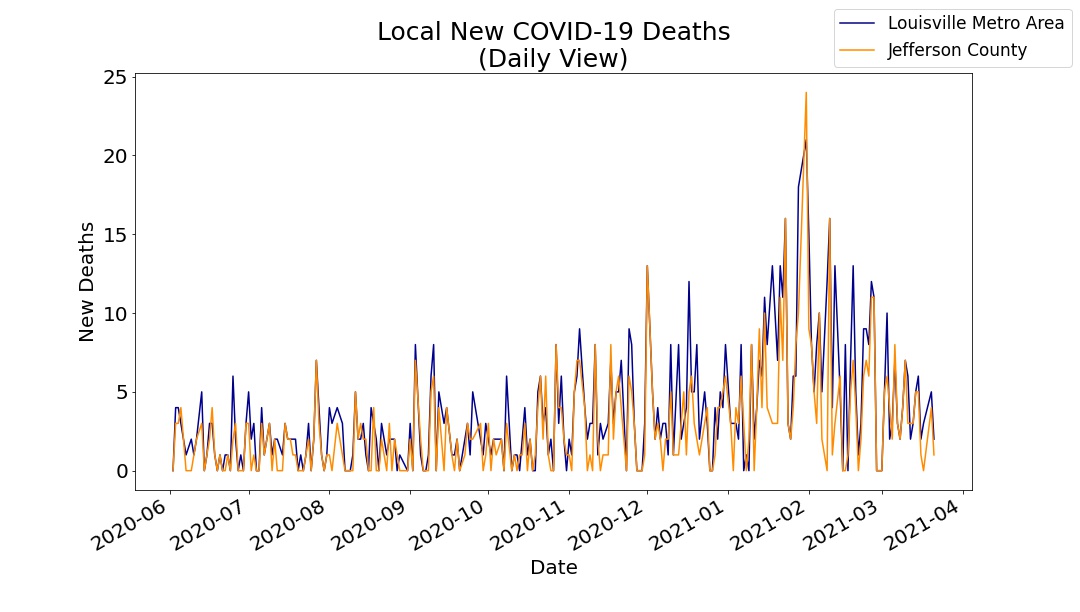 Local New COVID-19 Deaths
(Daily View)
Louisville Metro Area
Jefferson County
New Deaths
25
20
15
10
5
0
2020-06
2020-07
2020-08
2020-09
2020-10
2020-11
2020-12
2021-01
2021-02
2021-03
2021-04
Date